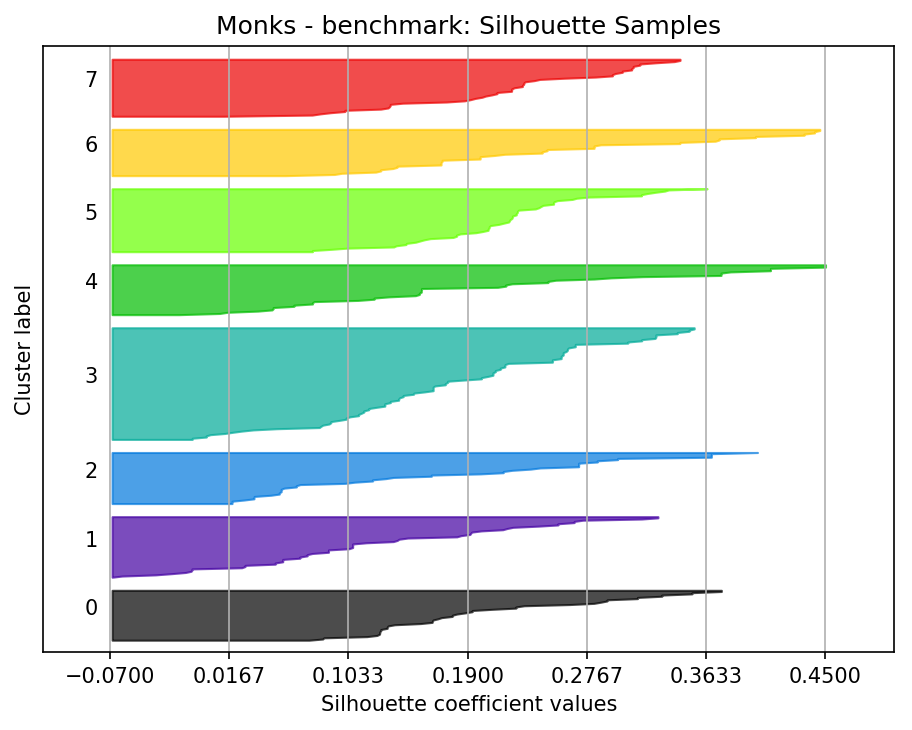 Monks - benchmark: Silhouette Samples
7
6
5
4
3
2
1
0
Cluster label
−0.0700 0.0167 0.1033 0.1900 0.2767 0.3633 0.4500
Silhouette coefficient values